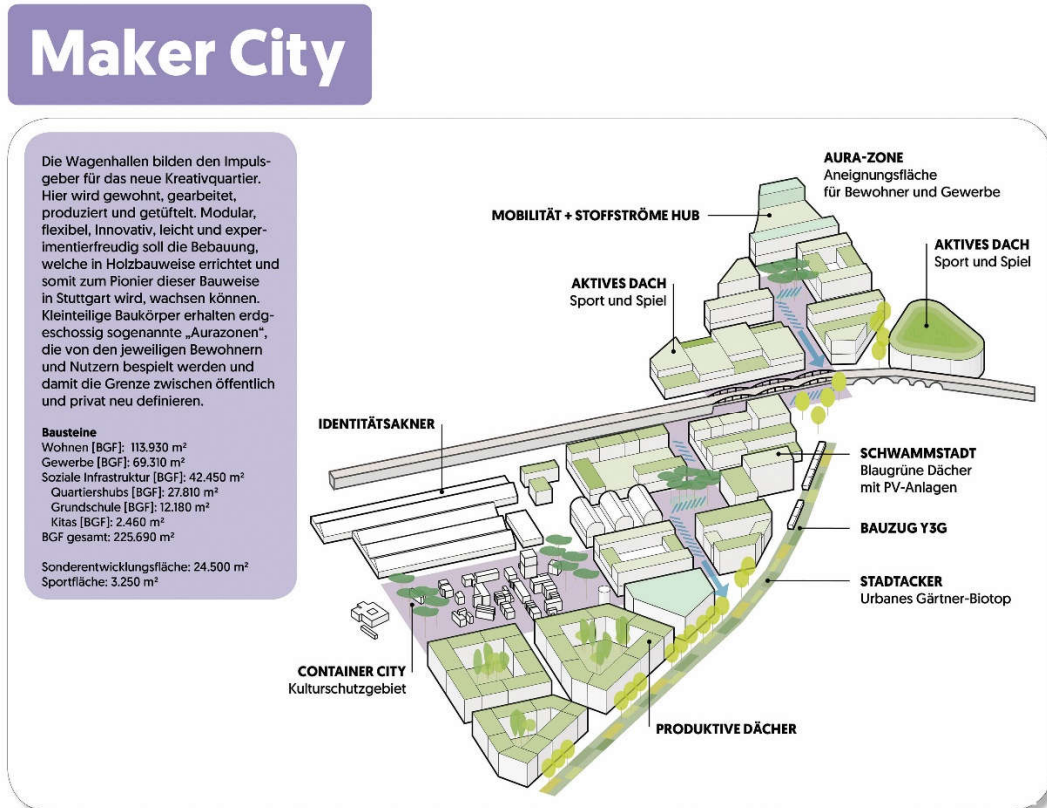 Maker City
Die Wagenhallen bilden den Impuls-
geber für das neue Kreativquartier.
Hier wird gewohnt, gearbeitet,
produziert und getüftelt. Modular,
flexibel, Innovativ, leicht und exper-
imentierfreudig soll die Bebauung,
welche in Holzbauweise errichtet und
somit zum Pionier dieser Bauweise
in Stuttgart wird, wachsen können.
Kleinteilige Baukörper erhalten erdg-
eschossig sogenannte „Aurazonen“,
die von den jeweiligen Bewohnern
und Nutzern bespielt werden und
damit die Grenze zwischen öffentlich
und privat neu definieren.
Bausteine
Wohnen [BGF]: 113.930 m²
Gewerbe [BGF]: 69.310 m²
Soziale Infrastruktur [BGF]: 42.450 m²
Quartiershubs [BGF]: 27.810 m²
Grundschule [BGF]: 12.180 m²
Kitas [BGF]: 2.460 m²
BGF gesamt: 225.690 m²
Sonderentwicklungsfläche: 24.500 m²
Sportfläche: 3.250 m²
AURA-ZONE
Aneignungsfläche
für Bewohner und Gewerbe
MOBILITÄT + STOFFSTRÖME HUB
AKTIVES DACH
Sport und Spiel
AKTIVES DACH
Sport und Spiel
IDENTITÄTSAKNER
SCHWAMMSTADT
Blaugrüne Dächer
mit PV-Anlagen
BAUZUG Y3G
STADTACKER
Urbanes Gärtner-Biotop
CONTAINER CITY
Kulturschutzgebiet
PRODUKTIVE DÄCHER